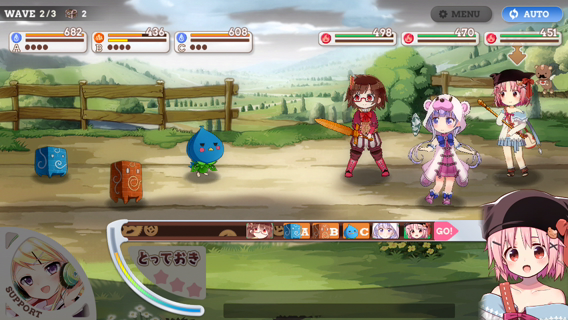 WAVE 2/3 2
MENU
AUTO
682
436
608
498
470
451
A
B
C
A B C GO!
とっておき
SUPPORT